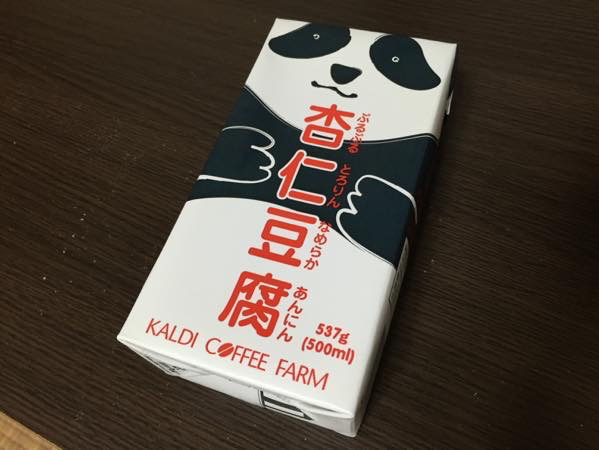 杏仁豆腐
ぷるぷる とろりん なめらか あんにん
537g
(500ml)
KALDI COFFEE FARM